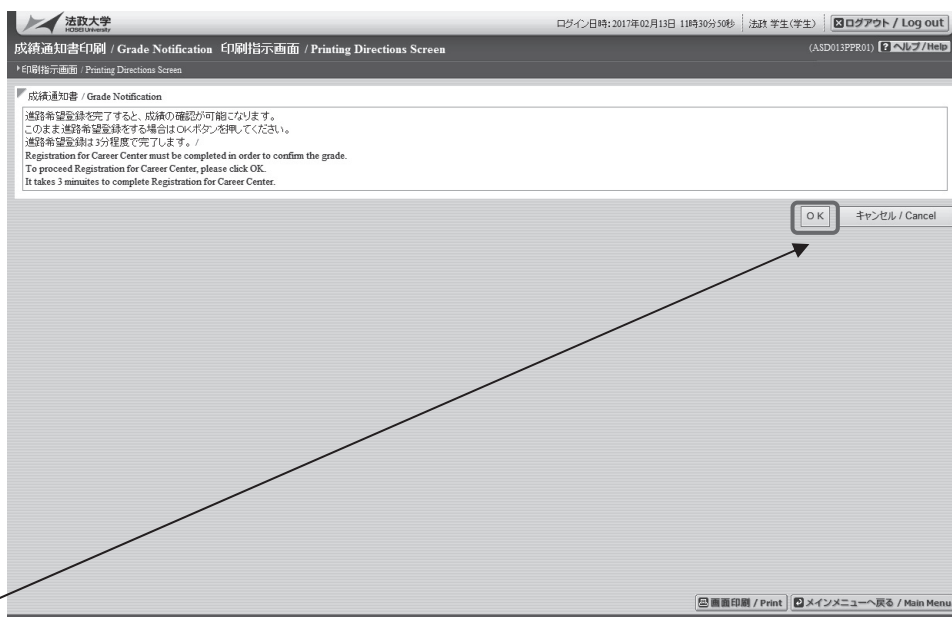 法政大学
HOSEI University
ログイン日時：2017年02月13日 11時30分50秒 法政 学生(学生) ログアウト / Log out
成績通知書印刷 / Grade Notification 印刷指示画面 / Printing Directions Screen (ASD013PPR01) ? ヘルプ / Help
印刷指示画面 / Printing Directions Screen
成績通知書 / Grade Notification
進路希望登録を完了すると、成績の確認が可能になります。
このまま進路希望登録をする場合はOKボタンを押してください。
進路希望登録は3分程度で完了します。/
Registration for Career Center must be completed in order to confirm the grade.
To proceed Registration for Career Center, please click OK.
It takes 3 minuites to complete Registration for Career Center.
OK キャンセル / Cancel
画面印刷 / Print メインメニューへ戻る / Main Menu